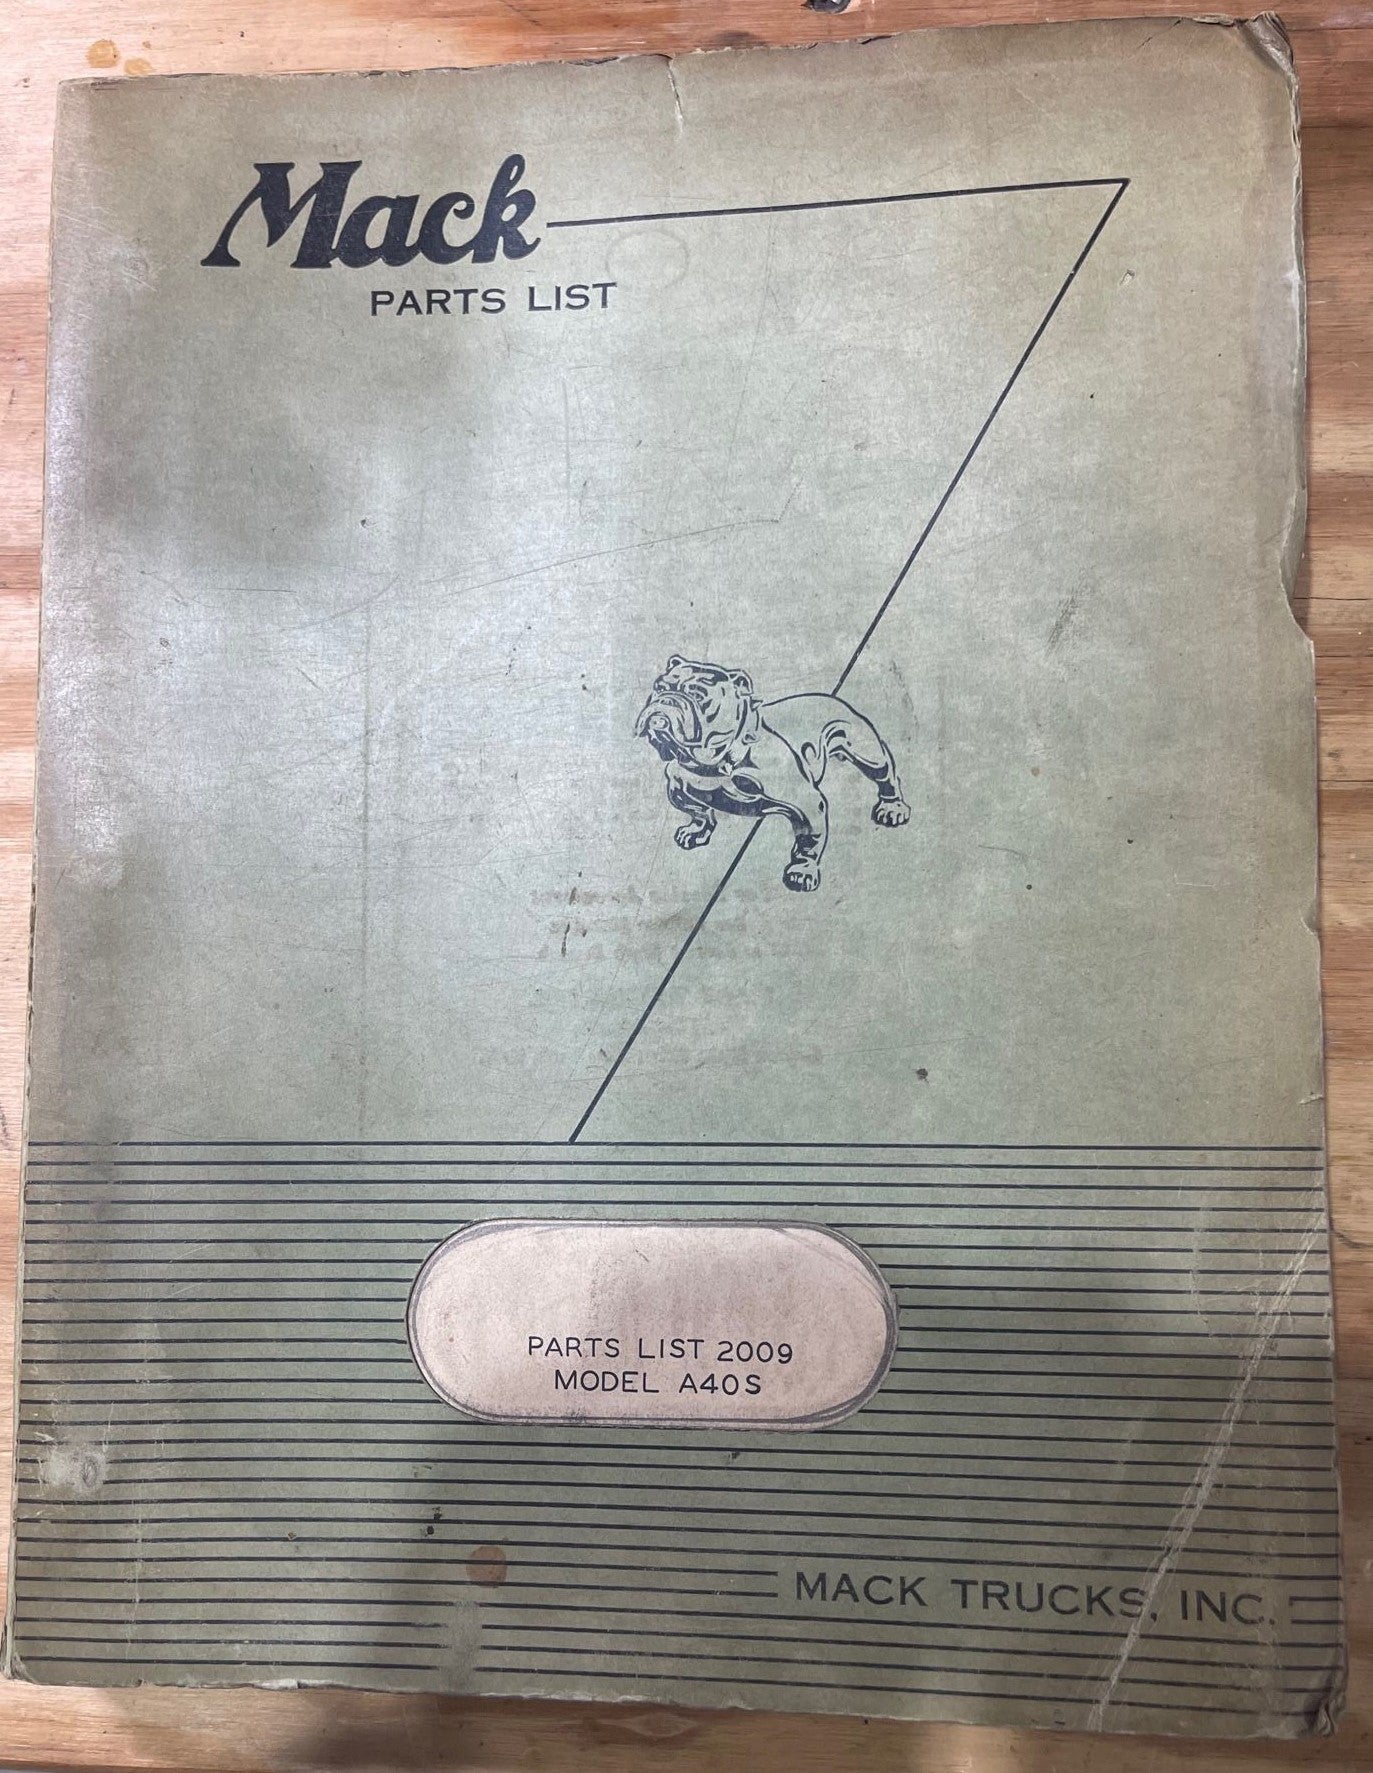 Mack
PARTS LIST
PARTS LIST 2009
MODEL A40S
MACK TRUCKS, INC.